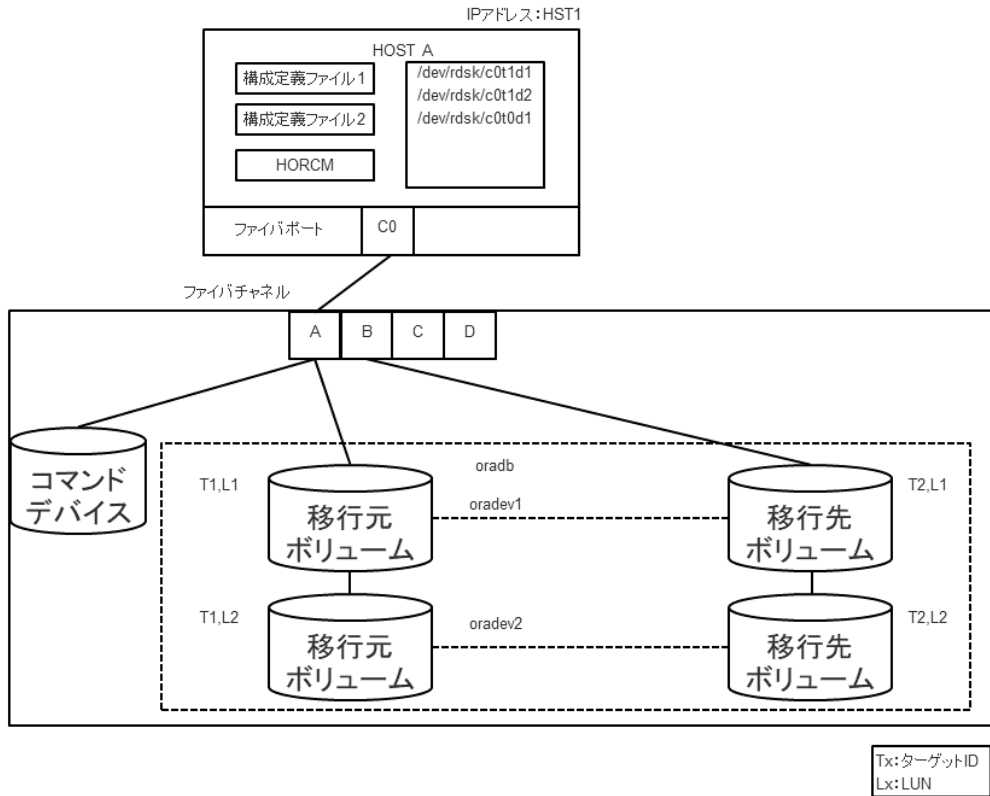 IPアドレス：HST1
HOST A
構成定義ファイル1
構成定義ファイル2
HORCM
/dev/rdsk/c0t1d1
/dev/rdsk/c0t1d2
/dev/rdsk/c0t0d1
ファイバポート
C0
ファイバチャネル
A
B
C
D
コマンド
デバイス
oradb
T1,L1
移行元
ボリューム
oradev1
移行先
ボリューム
T2,L1
T1,L2
移行元
ボリューム
oradev2
移行先
ボリューム
T2,L2
Tx：ターゲットID
Lx：LUN